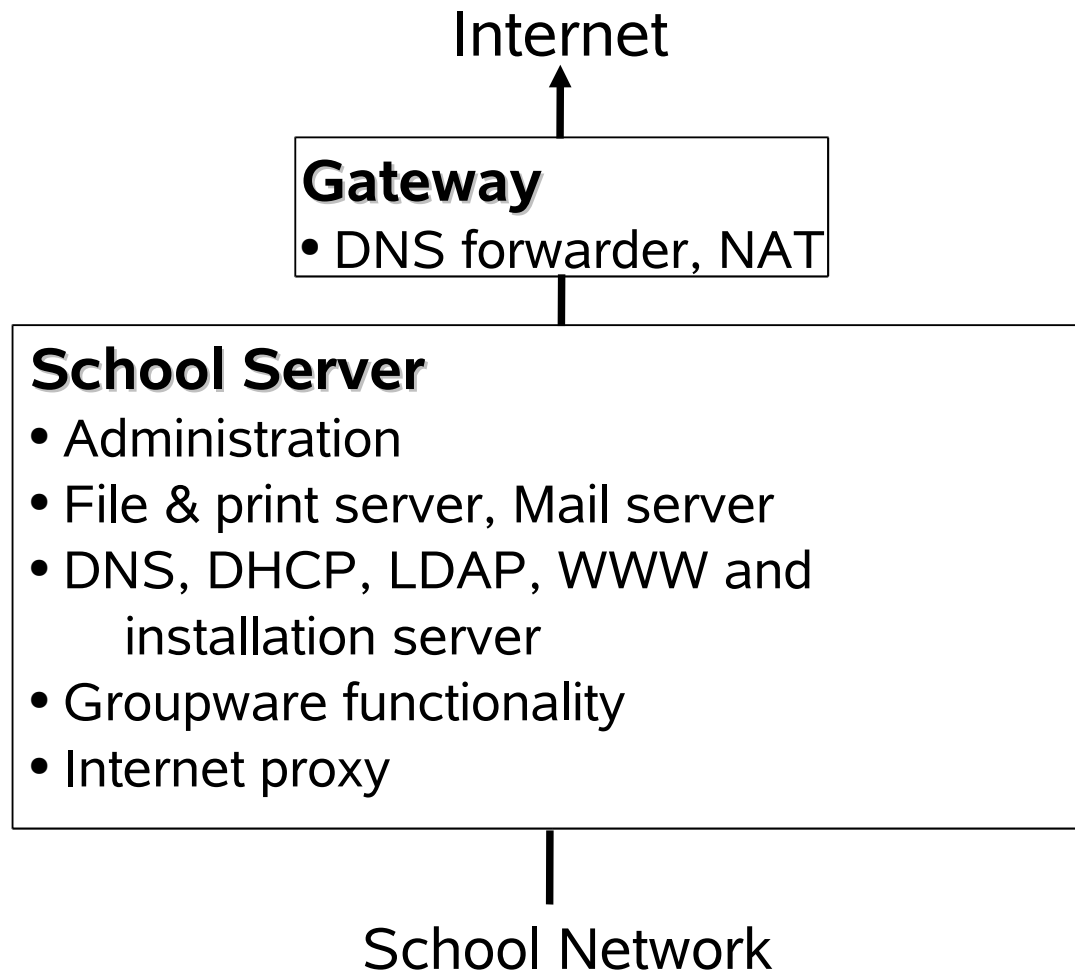 Internet
Gateway
• DNS forwarder, NAT
School Server
• Administration
• File & print server, Mail server
• DNS, DHCP, LDAP, WWW and
installation server
• Groupware functionality
• Internet proxy
School Network